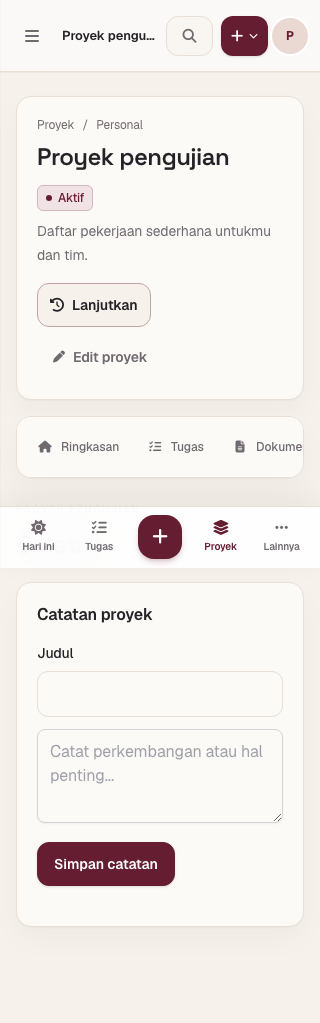 Proyek pengu...
P
Proyek / Personal
Proyek pengujian
Aktif
Daftar pekerjaan sederhana untukmu
dan tim.
Lanjutkan
Edit proyek
Ringkasan Tugas Dokume
Hari ini Tugas Proyek Lainnya
Catatan proyek
Judul
Catat perkembangan atau hal
penting...
Simpan catatan